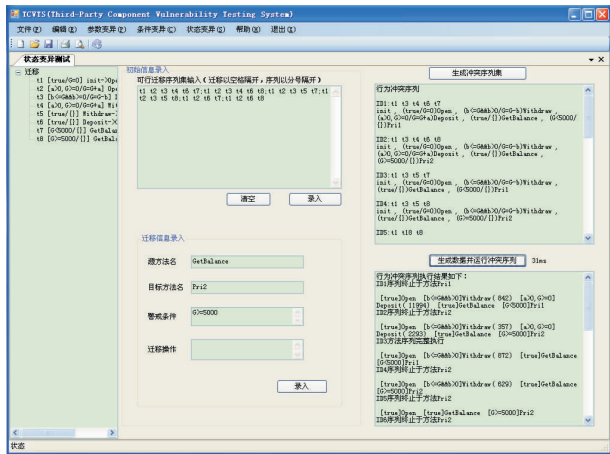 TCVTS(Third-Party Component Vulnerability Testing System)
文件(F) 编辑(E) 参数变异(P) 条件变异(C) 状态变异(S) 帮助(H) 退出(X)
状态变异测试
迁移
t1 [true/G=0] init->Ope
t2 [a>0,G>=0/G=G+a] Ope
t3 [b<=G&&b>0/G=G-b] I
t4 [a>0,G>=0/G=G+a] Wit
t5 [true/{}] Withdraw-
t6 [true/{}] Deposit->
t7 [G<5000/{}] GetBalan
t8 [G>=5000/{}] GetBal
初始信息录入
可行迁移序列集输入(迁移以空格隔开,序列以分号隔开)
t1 t2 t3 t4 t6 t7;t1 t2 t3 t4 t6 t8;t1 t2 t3 t5 t7;t1
t2 t3 t5 t8;t1 t2 t6 t7;t1 t2 t6 t8
清空 录入
迁移信息录入
源方法名 GetBalance
目标方法名 Pri2
警戒条件 G>=5000
迁移操作
录入
生成冲突序列集
行为冲突序列
ID1:t1 t3 t4 t6 t7
init , (true/G=0)Open , (b<=G&&b>0/G=G-b)Withdraw ,
(a>0,G>=0/G=G+a)Deposit , (true/{})GetBalance , (G<5000/
{})Pri1
ID2:t1 t3 t4 t6 t8
init , (true/G=0)Open , (b<=G&&b>0/G=G-b)Withdraw ,
(a>0,G>=0/G=G+a)Deposit , (true/{})GetBalance ,
(G>=5000/{})Pri2
ID3:t1 t3 t5 t7
init , (true/G=0)Open , (b<=G&&b>0/G=G-b)Withdraw ,
(true/{})GetBalance , (G<5000/{})Pri1
ID4:t1 t3 t5 t8
init , (true/G=0)Open , (b<=G&&b>0/G=G-b)Withdraw ,
(true/{})GetBalance , (G>=5000/{})Pri2
ID5:t1 t18 t8
生成数据并运行冲突序列 31ms
行为冲突序列执行结果如下:
ID1序列终止于方法Pri1
[true]Open [b<=G&&b>0]Withdraw(842) [a>0,G>=0]
Deposit(11994) [true]GetBalance [G<5000]Pri1
ID2序列终止于方法Pri2
[true]Open [b<=G&&b>0]Withdraw(357) [a>0,G>=0]
Deposit(2293) [true]GetBalance [G>=5000]Pri2
ID3方法序列完整执行
[true]Open [b<=G&&b>0]Withdraw(872) [true]GetBalance
[G<5000]Pri1
ID4序列终止于方法Pri2
[true]Open [b<=G&&b>0]Withdraw(629) [true]GetBalance
[G>=5000]Pri2
ID5序列终止于方法Pri2
[true]Open [true]GetBalance [G>=5000]Pri2
ID6序列终止于方法Pri2
状态